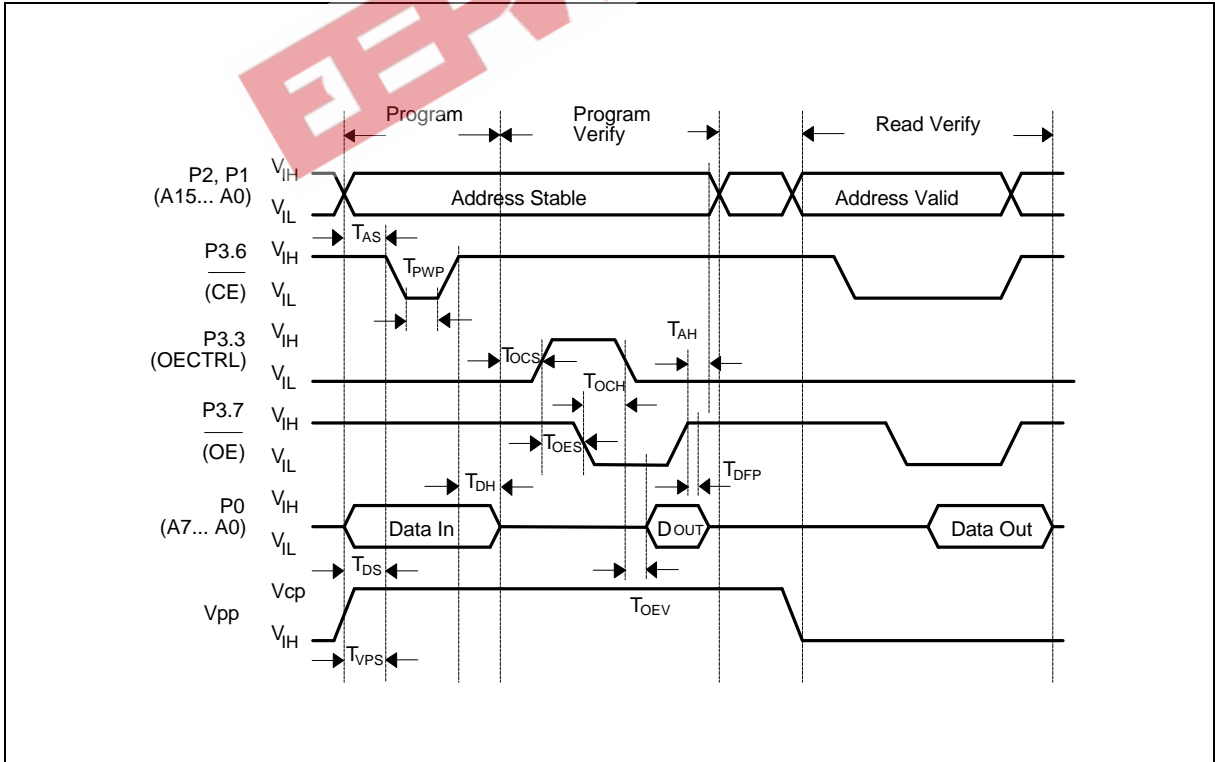 EEPW
Program
Program
Verify
Read Verify
P2, P1
(A15... A0)
VIH
VIL
Address Stable
Address Valid
TAS
P3.6
(CE)
VIH
VIL
TPWP
P3.3
(OECTRL)
VIH
VIL
TOCS
TAH
TOCH
P3.7
(OE)
VIH
VIL
TOES
TDFP
TDH
P0
(A7... A0)
VIH
VIL
Data In
DOUT
Data Out
TDS
Vpp
Vcp
VIH
TOEV
TVPS